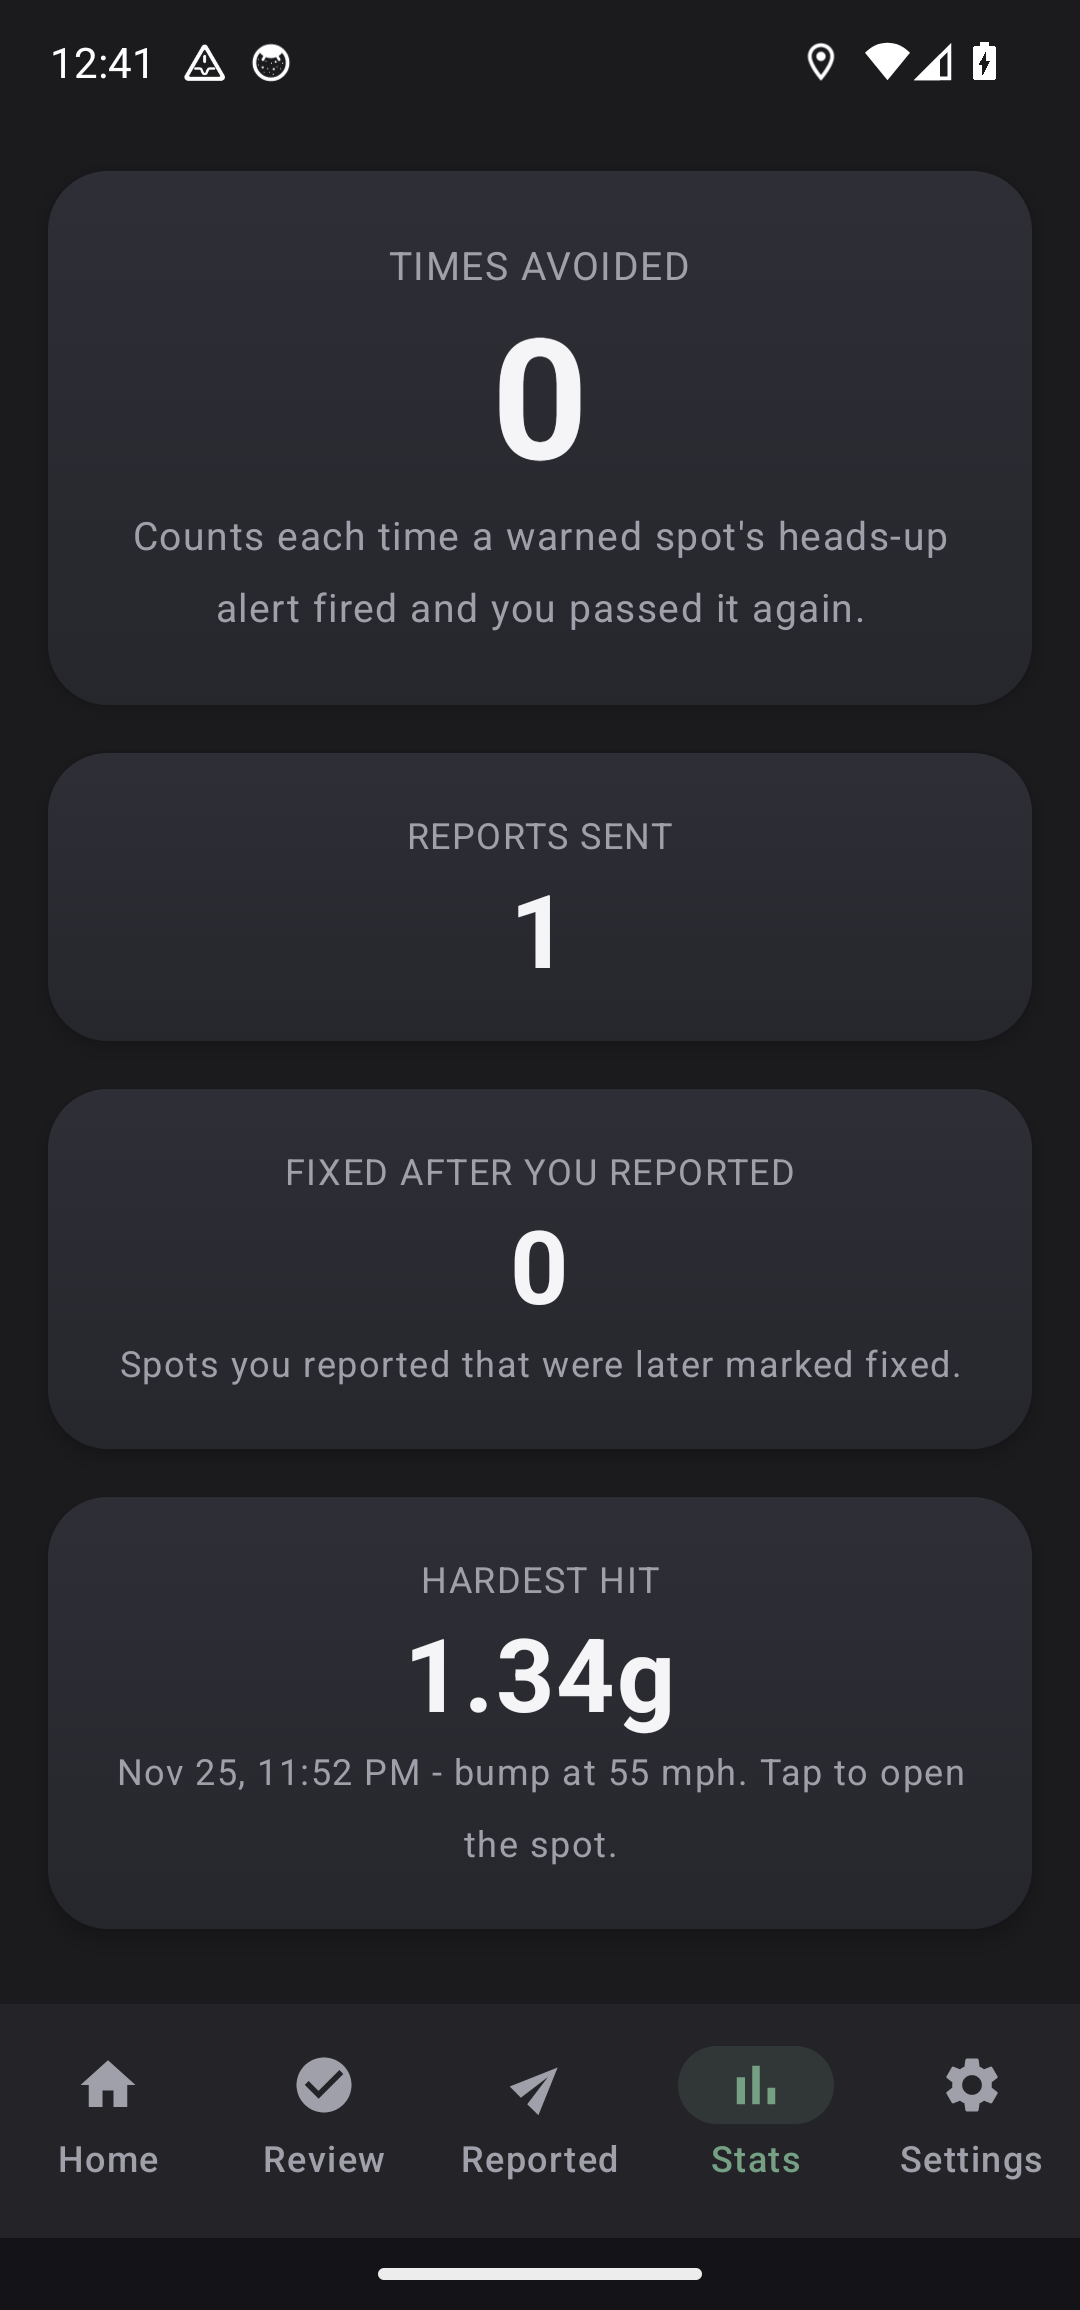 12:41
TIMES AVOIDED
0
Counts each time a warned spot's heads-up
alert fired and you passed it again.
REPORTS SENT
1
FIXED AFTER YOU REPORTED
0
Spots you reported that were later marked fixed.
HARDEST HIT
1.34g
Nov 25, 11:52 PM - bump at 55 mph. Tap to open
the spot.
Home Review Reported Stats Settings